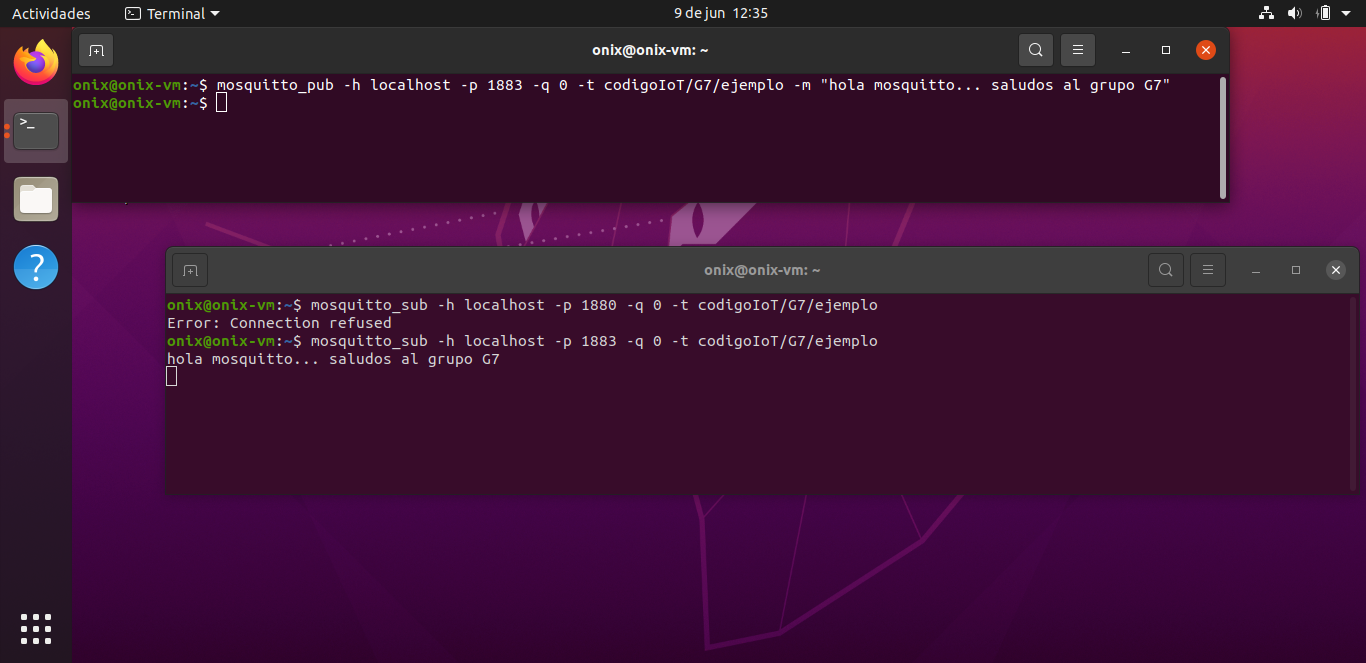 Actividades
Terminal
9 de jun 12:35
onix@onix-vm: ~
onix@onix-vm:~$ mosquitto_pub -h localhost -p 1883 -q 0 -t codigoIoT/G7/ejemplo -m "hola mosquitto... saludos al grupo G7"
onix@onix-vm:~$
>_
?
onix@onix-vm: ~
onix@onix-vm:~$ mosquitto_sub -h localhost -p 1880 -q 0 -t codigoIoT/G7/ejemplo
Error: Connection refused
onix@onix-vm:~$ mosquitto_sub -h localhost -p 1883 -q 0 -t codigoIoT/G7/ejemplo
hola mosquitto... saludos al grupo G7